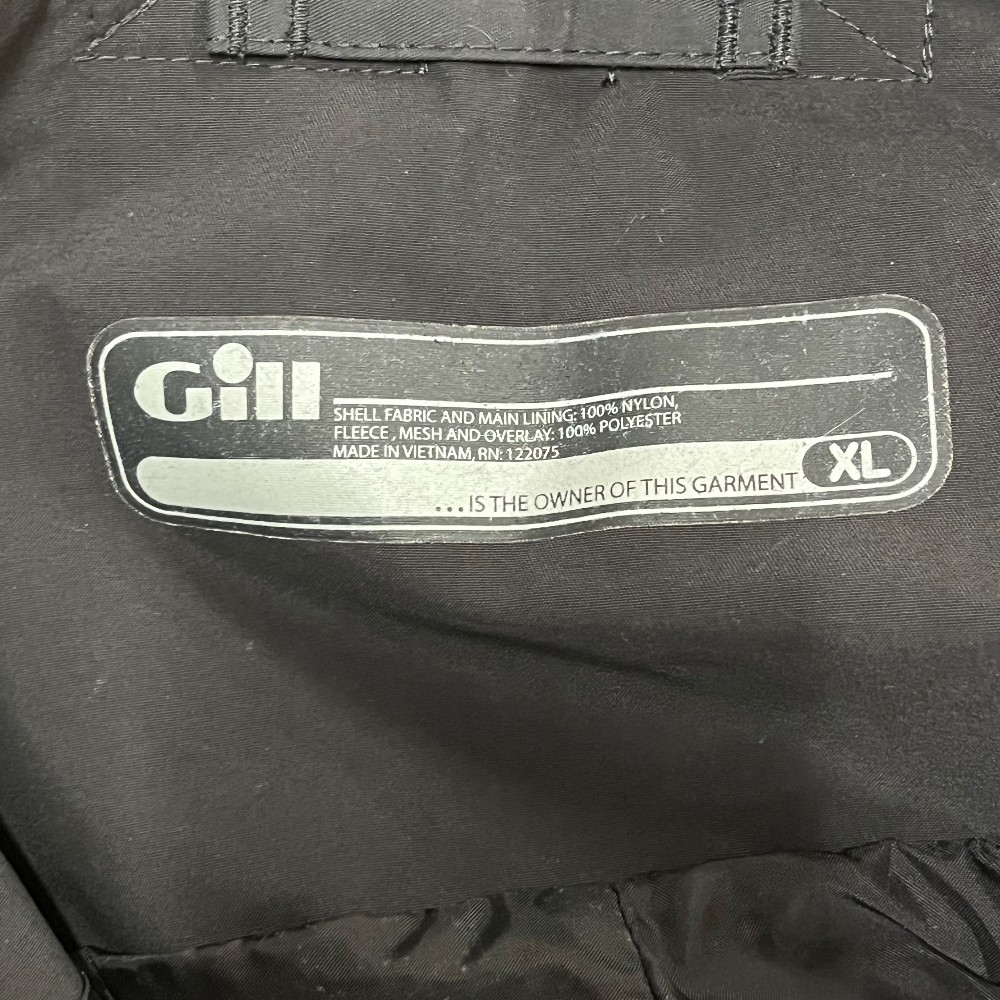 Gill
SHELL FABRIC AND MAIN LINING: 100% NYLON,
FLEECE , MESH AND OVERLAY: 100% POLYESTER
MADE IN VIETNAM, RN: 122075
...IS THE OWNER OF THIS GARMENT
XL